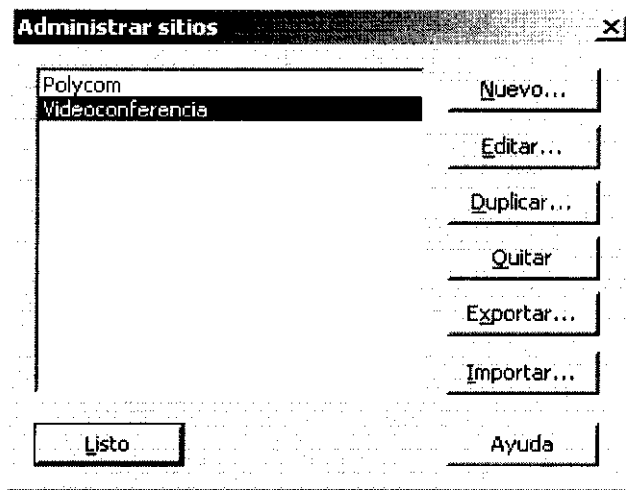 Administrar sitios
Polycom
Videoconferencia
Nuevo...
Editar...
Duplicar...
Quitar
Exportar...
Importar...
Listo
Ayuda